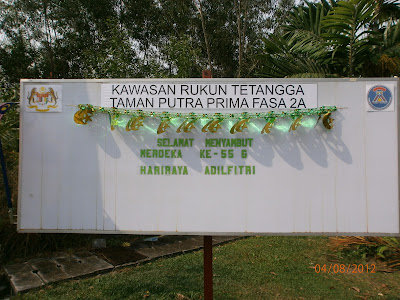 KAWASAN RUKUN TETANGGA
TAMAN PUTRA PRIMA FASA 2A
SELAMAT MENYAMBUT
MERDEKA KE-55 &
HARIRAYA ADILFITRI
04/08/2012